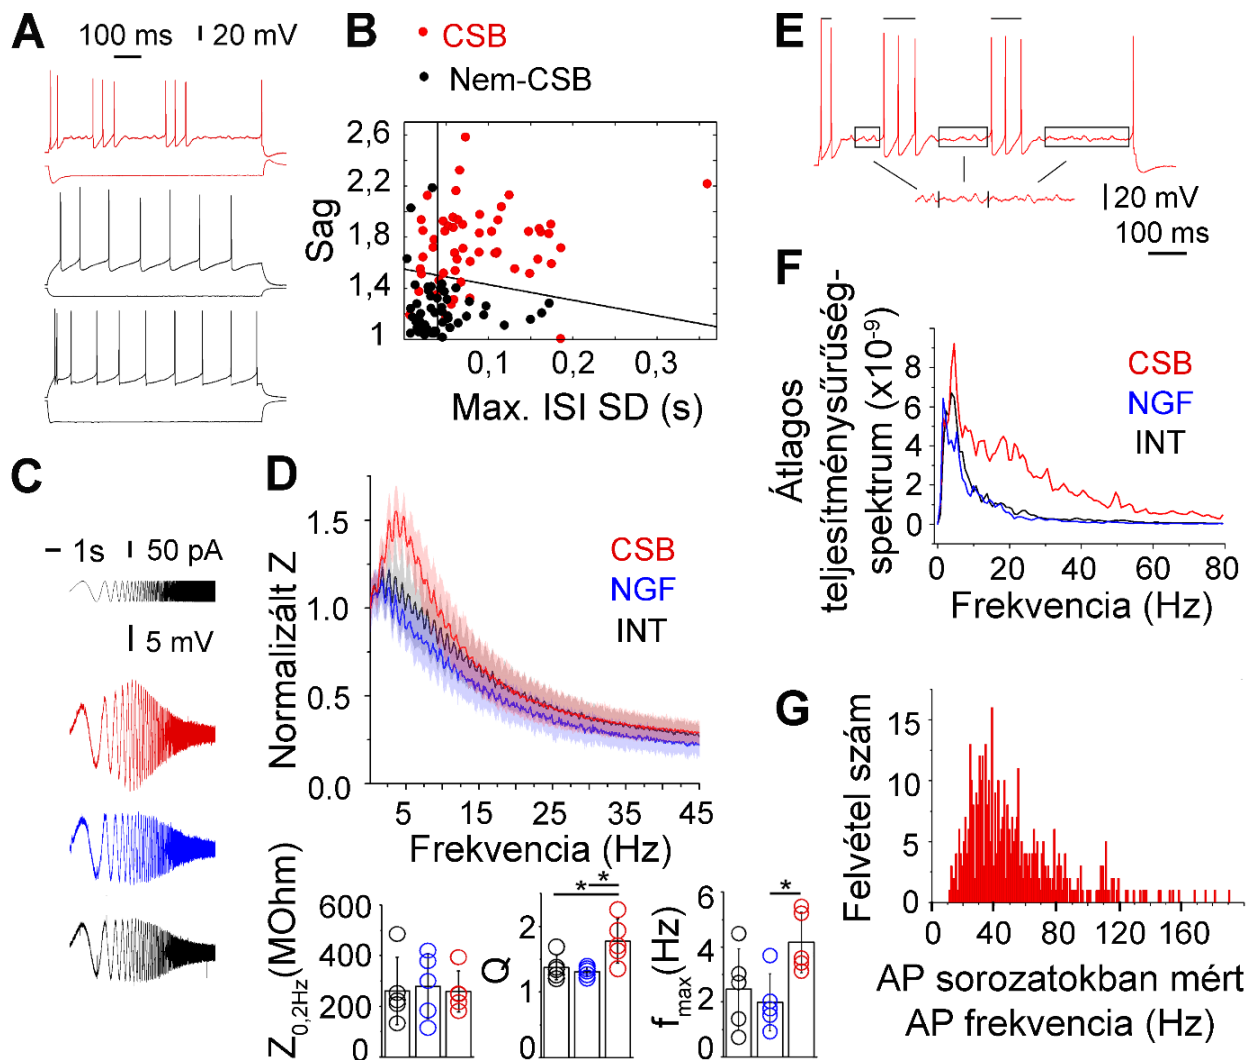 A
100 ms
20 mV
B
CSB
Nem-CSB
Sag
2,6
2,2
1,8
1,4
1
0,1
0,2
0,3
Max. ISI SD (s)
C
1s
50 pA
5 mV
D
Normalizált Z
1.5
1.0
0.5
0.0
CSB
NGF
INT
5
15
25
35
45
Frekvencia (Hz)
Z0,2Hz(MOhm)
600
400
200
0
Q
2
1
0
*
*
fmax(Hz)
6
4
2
0
*
E
20 mV
100 ms
F
Átlagos
teljesítménysűrűség-
spektrum (x10-9)
8
6
4
2
0
CSB
NGF
INT
0
20
40
60
80
Frekvencia (Hz)
G
Felvétel szám
15
10
5
0
0
40
80
120
160
AP sorozatokban mért
AP frekvencia (Hz)